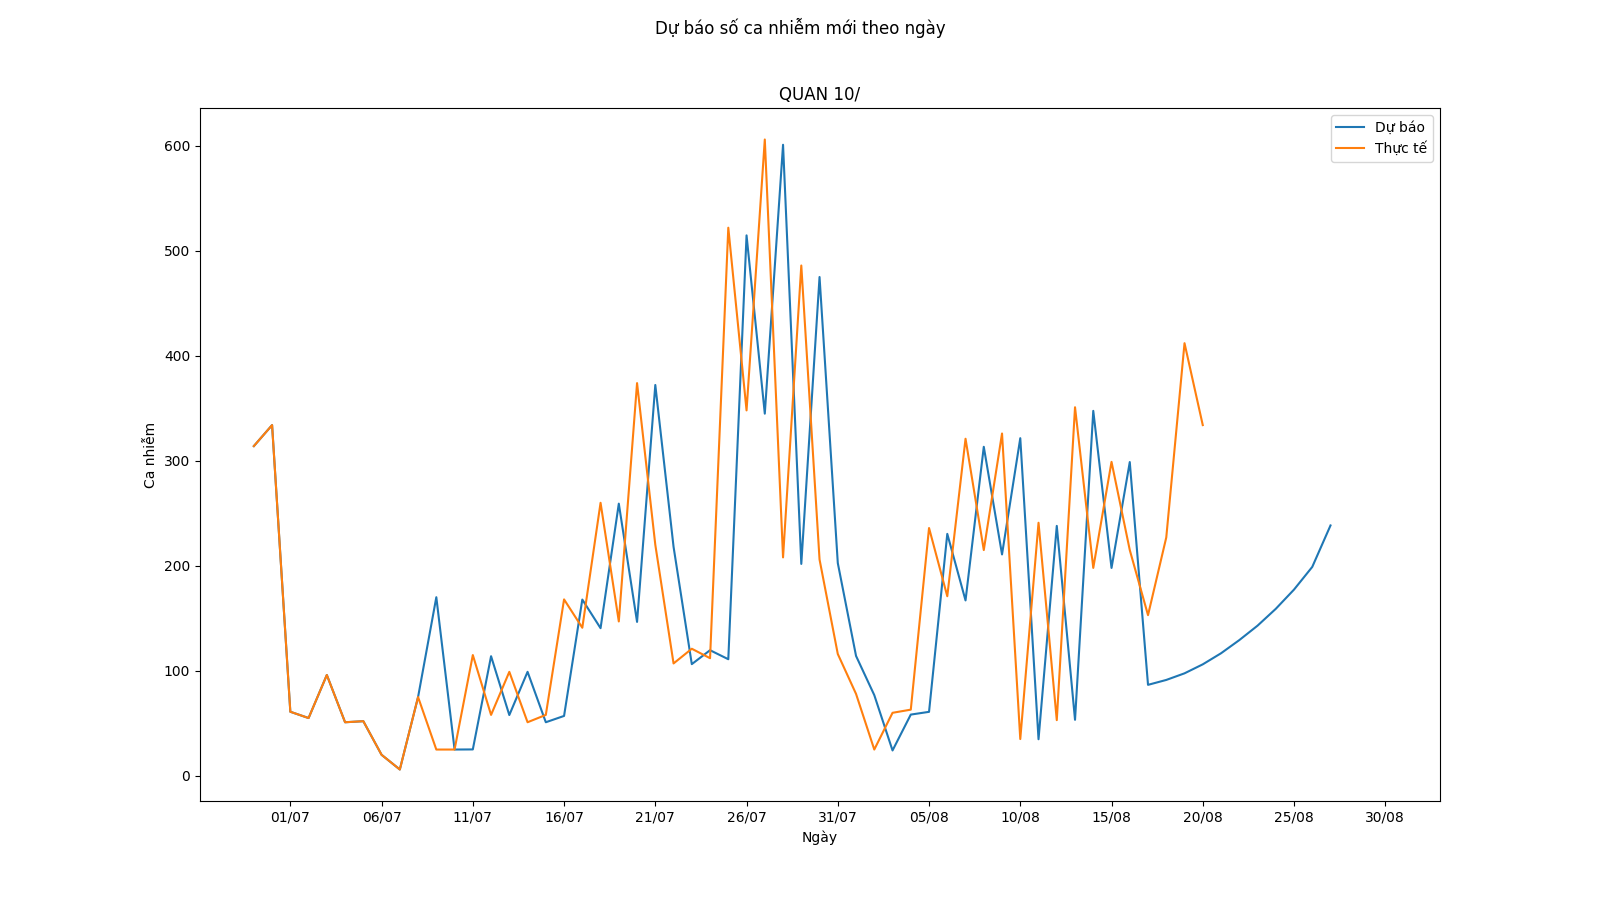 Dự báo số ca nhiễm mới theo ngày
QUAN 10/
Dự báo
Thực tế
600
500
400
300
200
100
0
Ca nhiễm
01/07 06/07 11/07 16/07 21/07 26/07 31/07 05/08 10/08 15/08 20/08 25/08 30/08
Ngày